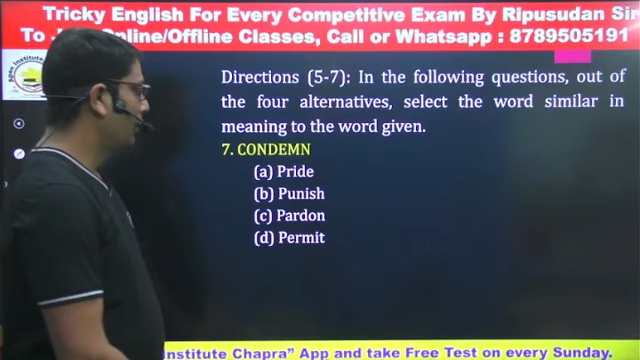 Tricky English For Every Competitive Exam By Ripusudan Sir
To Online/Offline Classes, Call or Whatsapp : 8789505191
Directions (5-7): In the following questions, out of
the four alternatives, select the word similar in
meaning to the word given.
7. CONDEMN
(a) Pride
(b) Punish
(c) Pardon
(d) Permit
Institute Chapra" App and take Free Test on every Sunday.